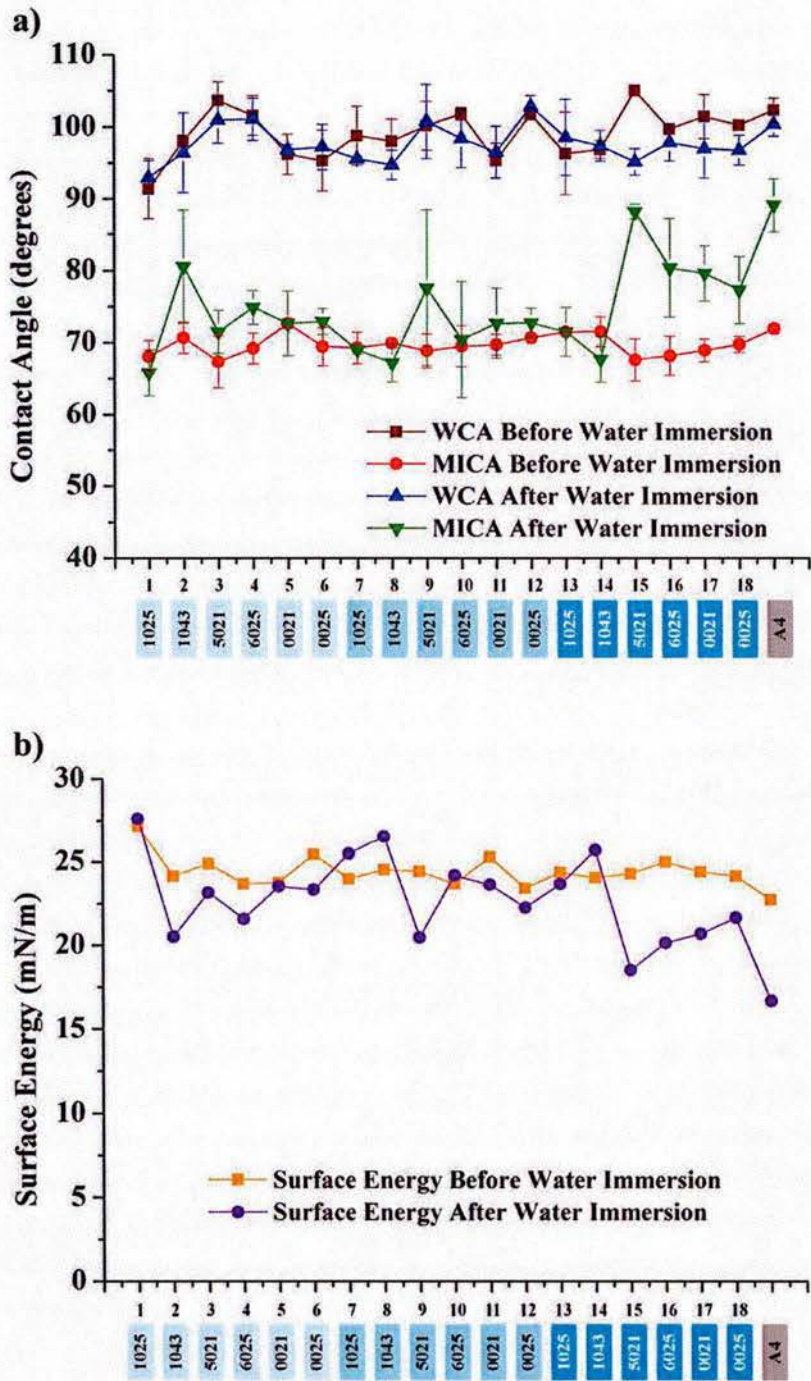 a)
110
100
90
80
70
60
50
40
Contact Angle (degrees)
WCA Before Water Immersion
MICA Before Water Immersion
WCA After Water Immersion
MICA After Water Immersion
1 2 3 4 5 6 7 8 9 10 11 12 13 14 15 16 17 18
1025 1043 5021 6025 0021 0025 1025 1043 5021 6025 0021 0025 1025 1043 5021 6025 0021 0025 A4
b)
30
25
20
15
10
5
0
Surface Energy (mN/m)
Surface Energy Before Water Immersion
Surface Energy After Water Immersion
1 2 3 4 5 6 7 8 9 10 11 12 13 14 15 16 17 18
1025 1043 5021 6025 0021 0025 1025 1043 5021 6025 0021 0025 1025 1043 5021 6025 0021 0025 A4